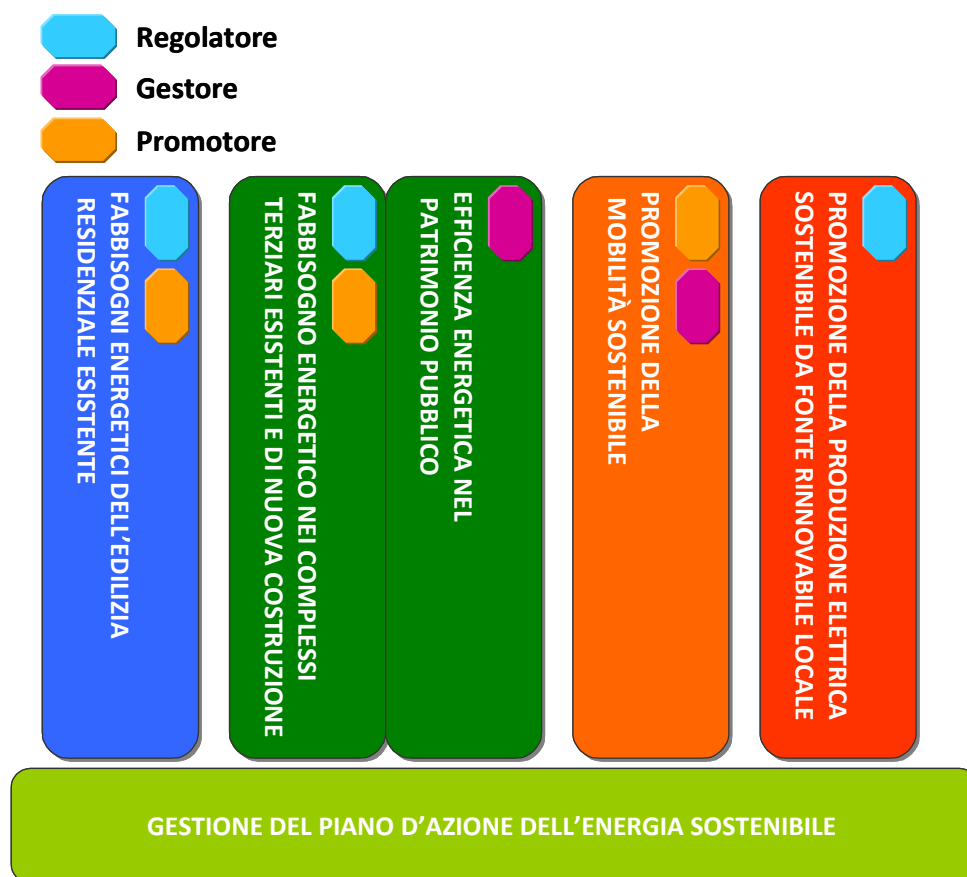 Regolatore
Gestore
Promotore
FABBISOGNI ENERGETICI DELL’EDILIZIA
RESIDENZIALE ESISTENTE
FABBISOGNO ENERGETICO NEI COMPLESSI
TERZIARI ESISTENTI E DI NUOVA COSTRUZIONE
EFFICIENZA ENERGETICA NEL
PATRIMONIO PUBBLICO
PROMOZIONE DELLA
MOBILITÀ SOSTENIBILE
PROMOZIONE DELLA PRODUZIONE ELETTRICA
SOSTENIBILE DA FONTE RINNOVABILE LOCALE
GESTIONE DEL PIANO D’AZIONE DELL’ENERGIA SOSTENIBILE